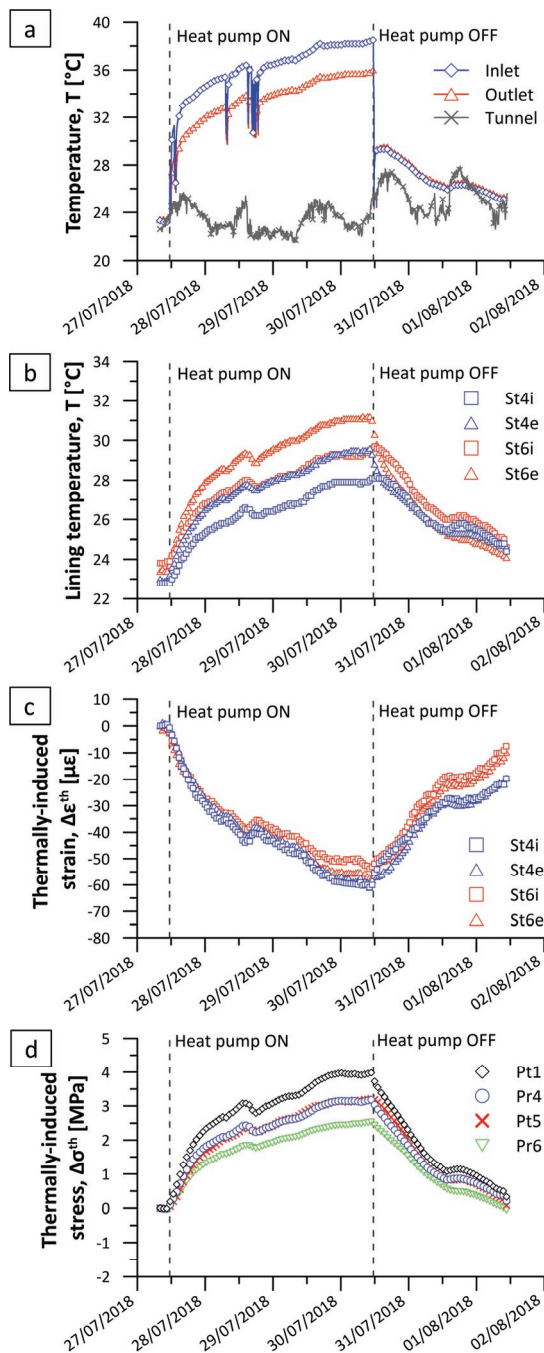 a
Heat pump ON
Heat pump OFF
Temperature, T [°C]
40
36
32
28
24
20
Inlet
Outlet
Tunnel
27/07/2018
28/07/2018
29/07/2018
30/07/2018
31/07/2018
01/08/2018
02/08/2018
b
Heat pump ON
Heat pump OFF
Lining temperature, T [°C]
34
32
30
28
26
24
22
St4i
St4e
St6i
St6e
27/07/2018
28/07/2018
29/07/2018
30/07/2018
31/07/2018
01/08/2018
02/08/2018
c
Heat pump ON
Heat pump OFF
Thermally-induced
strain, Δεᵗʰ [με]
10
0
-10
-20
-30
-40
-50
-60
-70
-80
St4i
St4e
St6i
St6e
27/07/2018
28/07/2018
29/07/2018
30/07/2018
31/07/2018
01/08/2018
02/08/2018
d
Heat pump ON
Heat pump OFF
Thermally-induced
stress, Δσᵗʰ [MPa]
5
4
3
2
1
0
-1
-2
Pt1
Pr4
Pt5
Pr6
27/07/2018
28/07/2018
29/07/2018
30/07/2018
31/07/2018
01/08/2018
02/08/2018